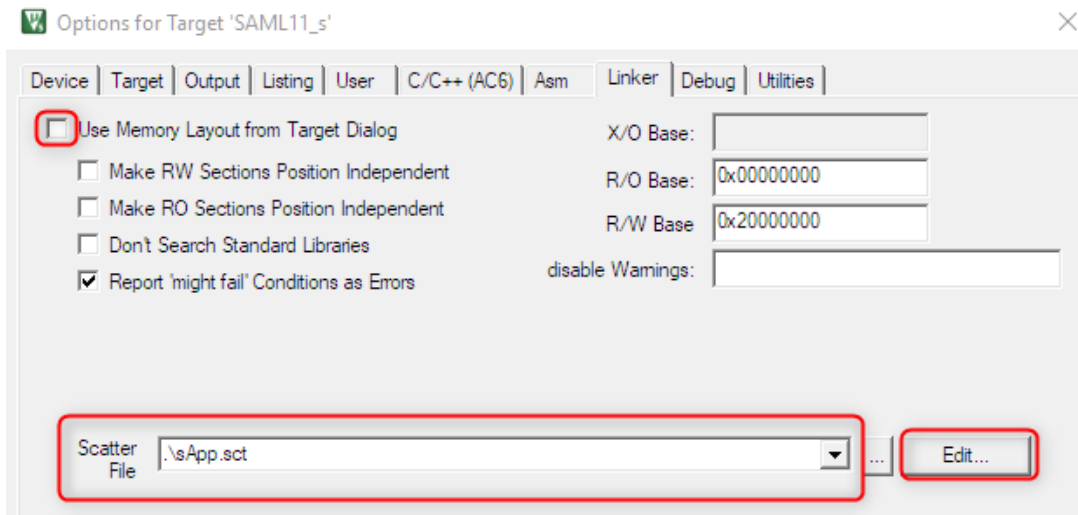 Options for Target 'SAML11_s'
Device Target Output Listing User C/C++ (AC6) Asm Linker Debug Utilities
Use Memory Layout from Target Dialog
Make RW Sections Position Independent
Make RO Sections Position Independent
Don't Search Standard Libraries
Report 'might fail' Conditions as Errors
X/O Base:
R/O Base: 0x00000000
R/W Base 0x20000000
disable Warnings:
Scatter
File
.\sApp.sct
...
Edit...